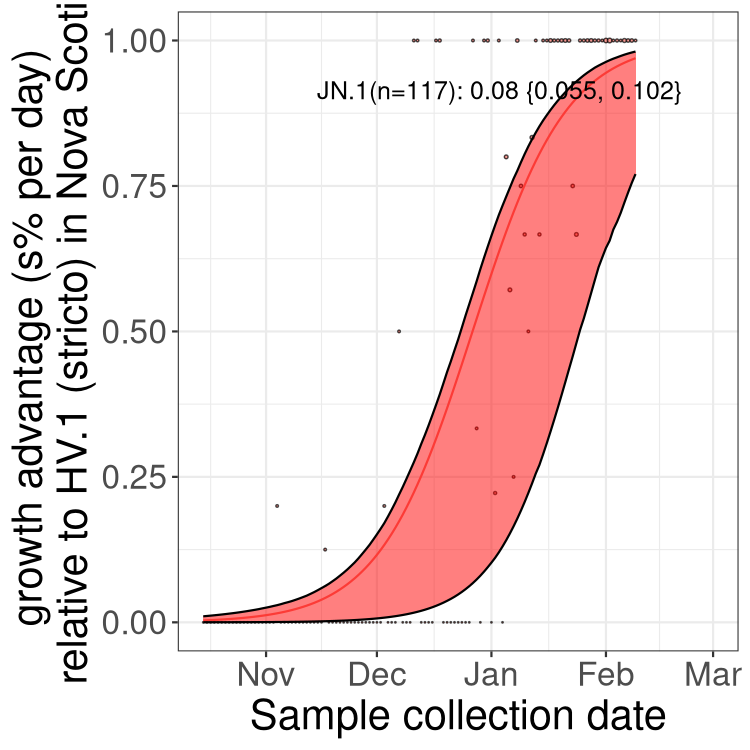 growth advantage (s% per day)
relative to HV.1 (stricto) in Nova Scoti
1.00
0.75
0.50
0.25
0.00
JN.1(n=117): 0.08 {0.055, 0.102}
Nov Dec Jan Feb Mar
Sample collection date